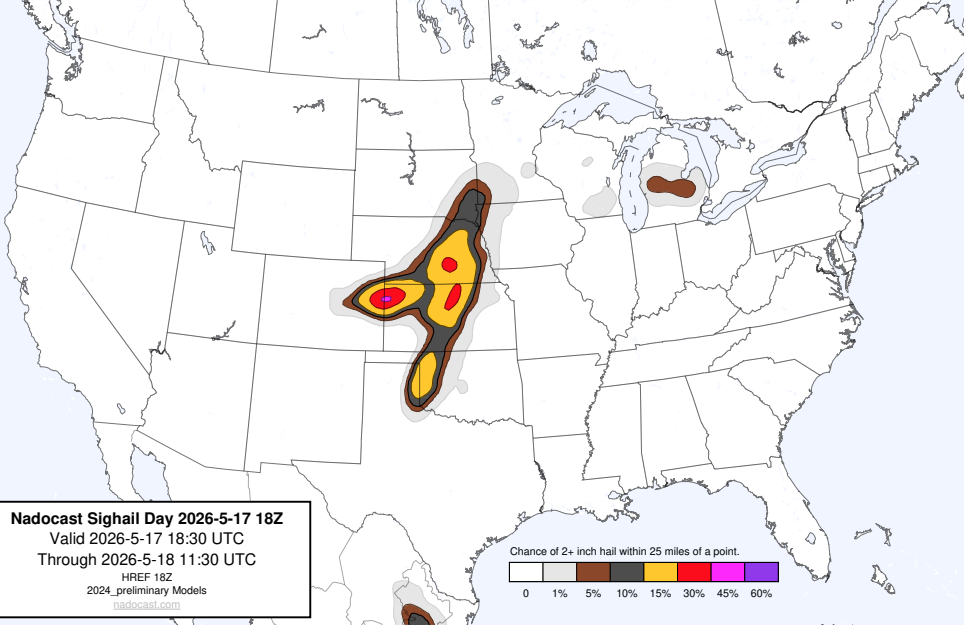 Nadocast Sighail Day 2026-5-17 18Z
Valid 2026-5-17 18:30 UTC
Through 2026-5-18 11:30 UTC
HREF 18Z
2024_preliminary Models
nadocast.com
Chance of 2+ inch hail within 25 miles of a point.
0 1% 5% 10% 15% 30% 45% 60%